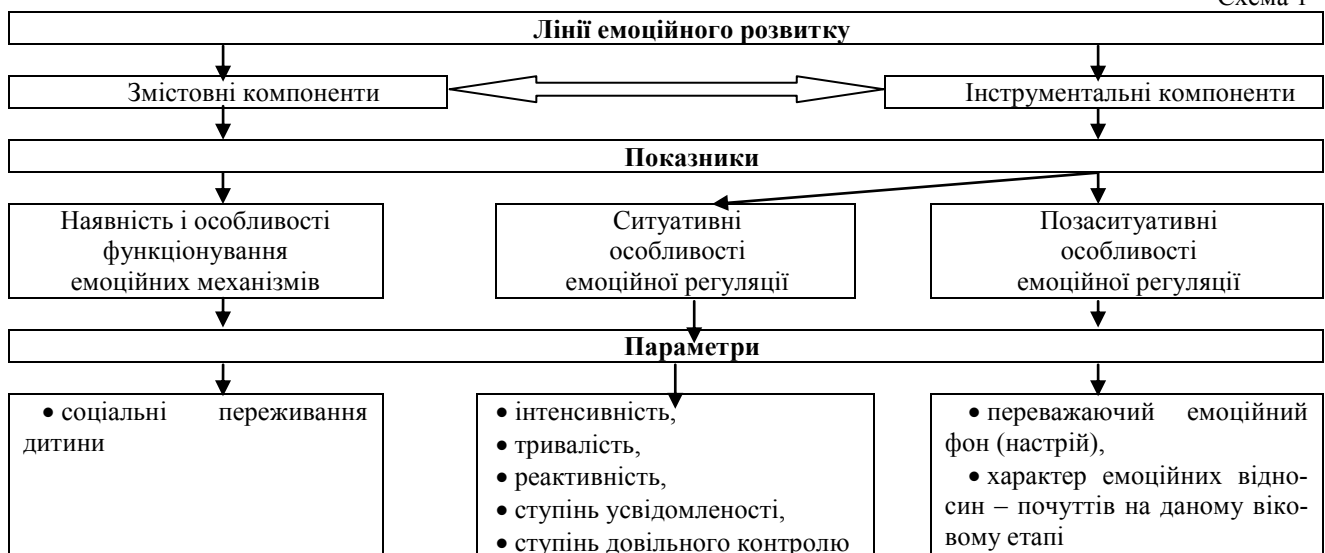 Схема 1
Лінії емоційного розвитку
Змістовні компоненти
Інструментальні компоненти
Показники
Наявність і особливості
функціонування
емоційних механізмів
Ситуативні
особливості
емоційної регуляції
Позаситуативні
особливості
емоційної регуляції
Параметри
• соціальні переживання
дитини
• інтенсивність,
• тривалість,
• реактивність,
• ступінь усвідомленості,
• ступінь довільного контролю
• переважаючий емоційний
фон (настрій),
• характер емоційних відно-
син – почуттів на даному віко-
вому етапі